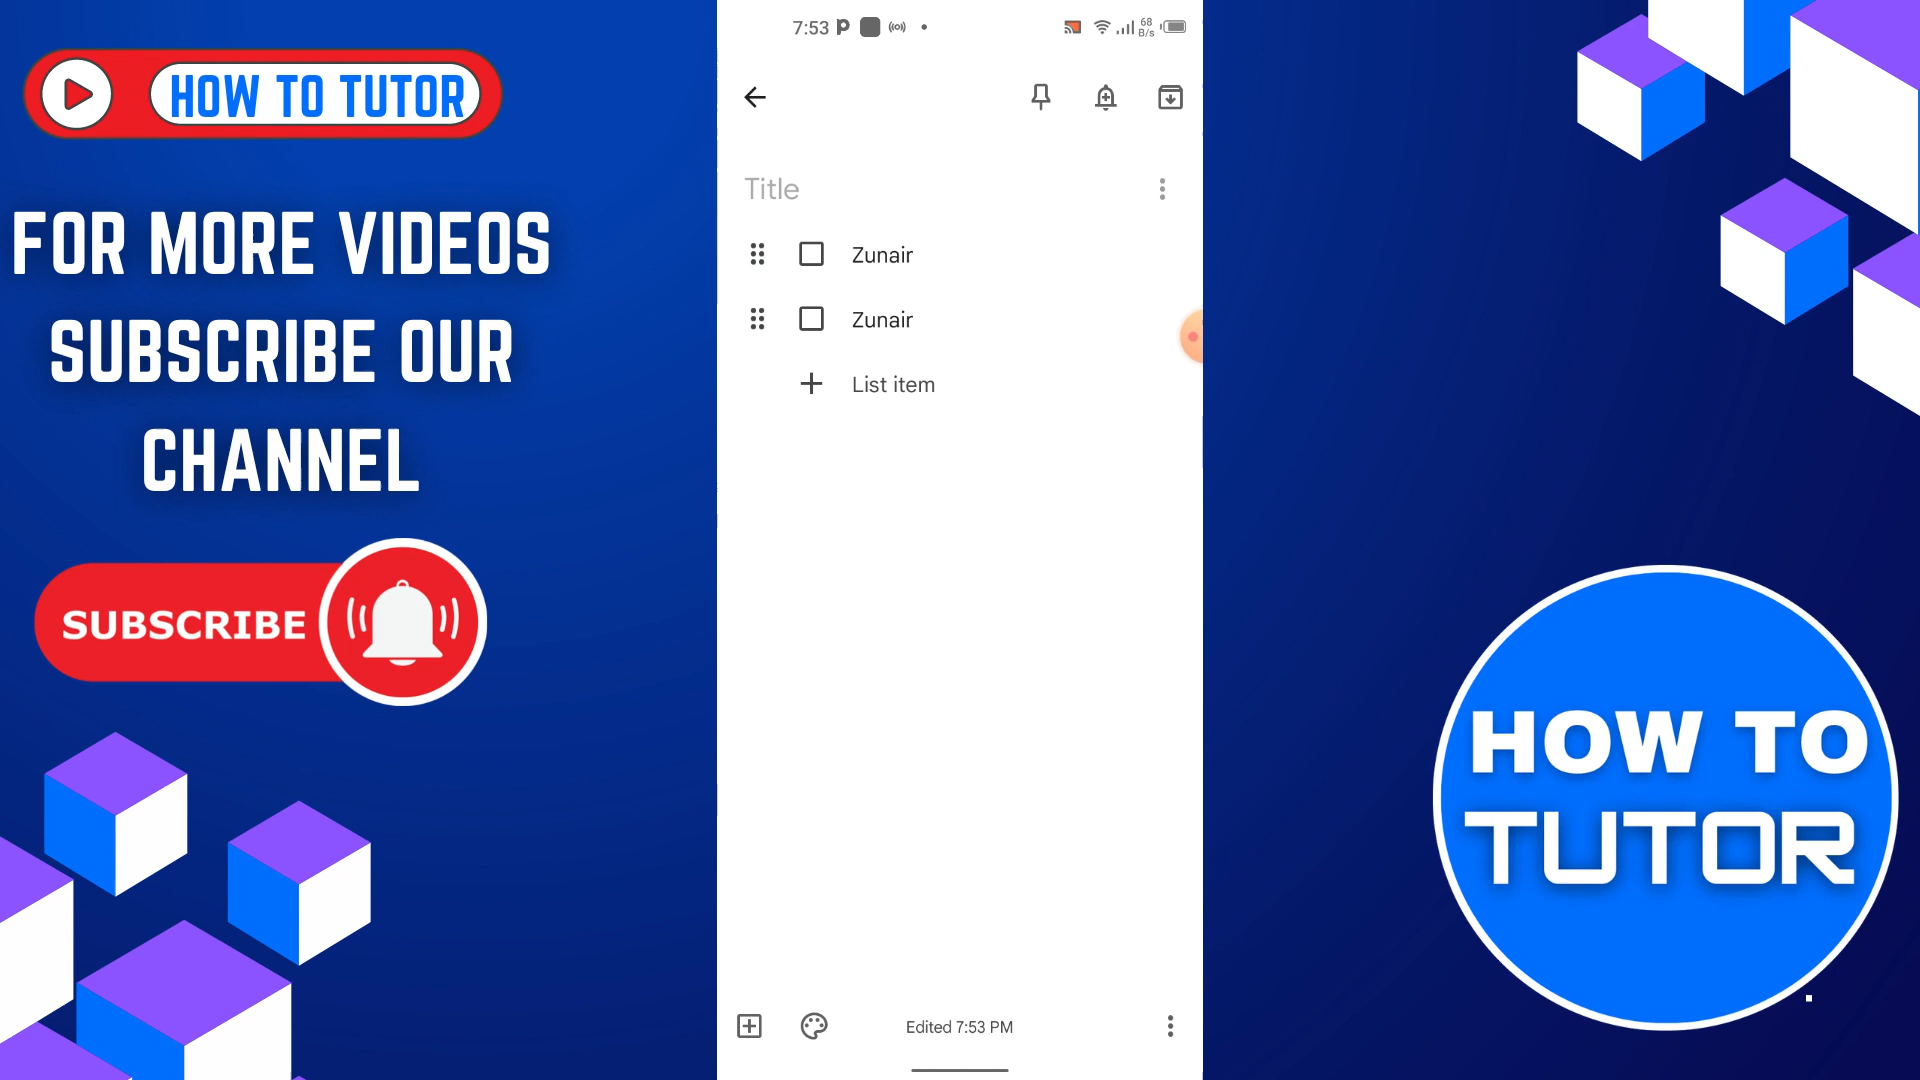 HOW TO TUTOR
FOR MORE VIDEOS
SUBSCRIBE OUR
CHANNEL
SUBSCRIBE
7:53
68
B/s
Title
Zunair
Zunair
List item
Edited 7:53 PM
HOW TO
TUTOR